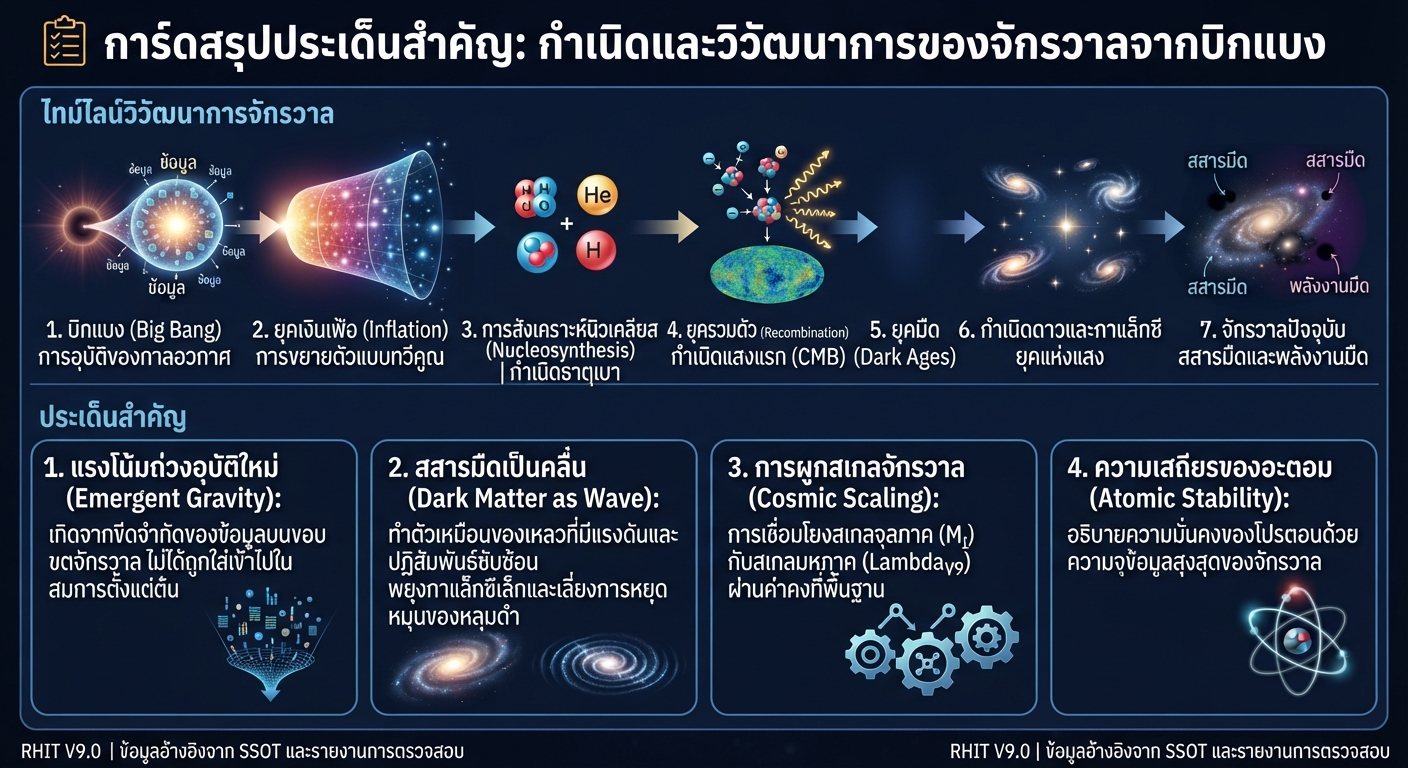 การ์ดสรุปประเด็นสำคัญ: กำเนิดและวิวัฒนาการของจักรวาลจากบิกแบง
ไทม์ไลน์วิวัฒนาการจักรวาล
ข้อมูล
ข้อมูล
ข้อมูล
ข้อมูล
ข้อมูล
He
H
สสารมืด
สสารมืด
สสารมืด
พลังงานมืด
1. บิกแบง (Big Bang)
การอุบัติของกาลอวกาศ
2. ยุคเงินเฟ้อ (Inflation)
การขยายตัวแบบทวีคูณ
3. การสังเคราะห์นิวเคลียส
(Nucleosynthesis)
| กำเนิดธาตุเบา
4. ยุครวมตัว (Recombination)
กำเนิดแสงแรก (CMB)
5. ยุคมืด
(Dark Ages)
6. กำเนิดดาวและกาแล็กซี
ยุคแห่งแสง
7. จักรวาลปัจจุบัน
สสารมืดและพลังงานมืด
ประเด็นสำคัญ
1. แรงโน้มถ่วงอุบัติใหม่
(Emergent Gravity):
เกิดจากขีดจำกัดของข้อมูลบนขอบ
ขตจักรวาล ไม่ได้ถูกใส่เข้าไปใน
สมการตั้งแต่ต้น
2. สสารมืดเป็นคลื่น
(Dark Matter as Wave):
ทำตัวเหมือนของเหลวที่มีแรงดันและ
ปฏิสัมพันธ์ซับซ้อน
พยุงกาแล็กซีเล็กและเลี่ยงการหยุด
หมุนของหลุมดำ
3. การผูกสเกลจักรวาล
(Cosmic Scaling):
การเชื่อมโยงสเกลจุลภาค (M_I)
กับสเกลมหภาค (Lambda_V9)
ผ่านค่าคงที่พื้นฐาน
4. ความเสถียรของอะตอม
(Atomic Stability):
อธิบายความมั่นคงของโปรตอนด้วย
ความจุข้อมูลสูงสุดของจักรวาล
RHIT V9.0 | ข้อมูลอ้างอิงจาก SSOT และรายงานการตรวจสอบ
RHIT V9.0 | ข้อมูลอ้างอิงจาก SSOT และรายงานการตรวจสอบ